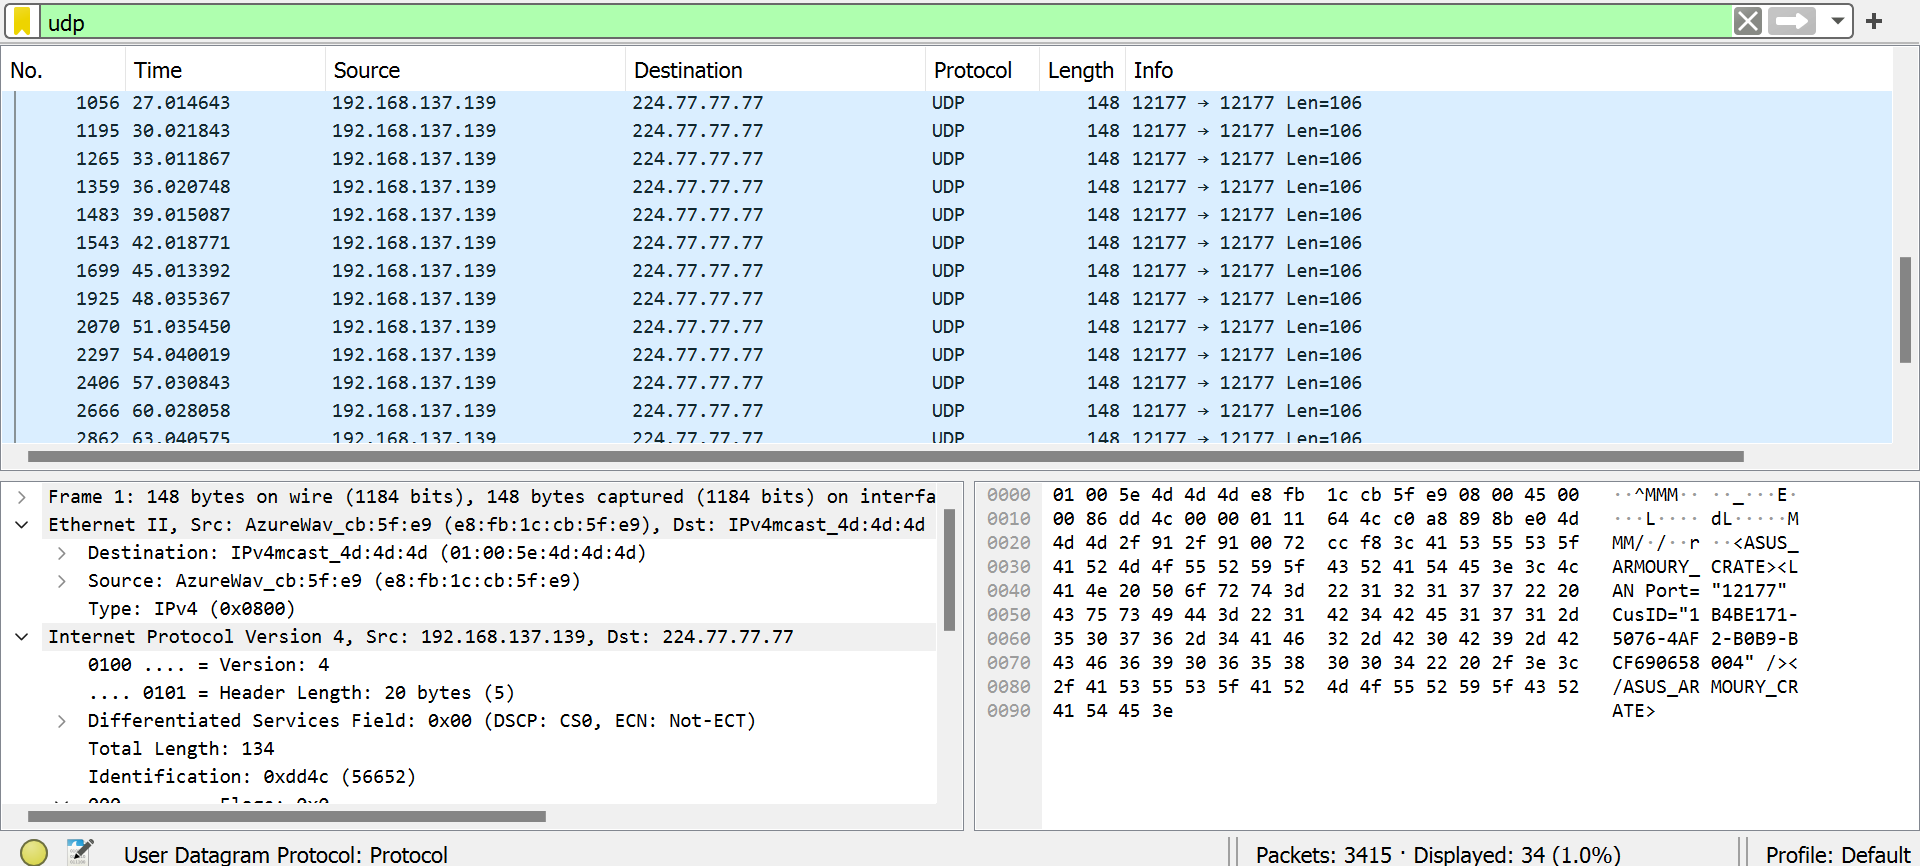 udp
No. Time Source Destination Protocol Length Info
1056 27.014643 192.168.137.139 224.77.77.77 UDP 148 12177 → 12177 Len=106
1195 30.021843 192.168.137.139 224.77.77.77 UDP 148 12177 → 12177 Len=106
1265 33.011867 192.168.137.139 224.77.77.77 UDP 148 12177 → 12177 Len=106
1359 36.020748 192.168.137.139 224.77.77.77 UDP 148 12177 → 12177 Len=106
1483 39.015087 192.168.137.139 224.77.77.77 UDP 148 12177 → 12177 Len=106
1543 42.018771 192.168.137.139 224.77.77.77 UDP 148 12177 → 12177 Len=106
1699 45.013392 192.168.137.139 224.77.77.77 UDP 148 12177 → 12177 Len=106
1925 48.035367 192.168.137.139 224.77.77.77 UDP 148 12177 → 12177 Len=106
2070 51.035450 192.168.137.139 224.77.77.77 UDP 148 12177 → 12177 Len=106
2297 54.040019 192.168.137.139 224.77.77.77 UDP 148 12177 → 12177 Len=106
2406 57.030843 192.168.137.139 224.77.77.77 UDP 148 12177 → 12177 Len=106
2666 60.028058 192.168.137.139 224.77.77.77 UDP 148 12177 → 12177 Len=106
2862 63.040575 192.168.137.139 224.77.77.77 UDP 148 12177 → 12177 Len=106
Frame 1: 148 bytes on wire (1184 bits), 148 bytes captured (1184 bits) on interfa
Ethernet II, Src: AzureWav_cb:5f:e9 (e8:fb:1c:cb:5f:e9), Dst: IPv4mcast_4d:4d:4d
Destination: IPv4mcast_4d:4d:4d (01:00:5e:4d:4d:4d)
Source: AzureWav_cb:5f:e9 (e8:fb:1c:cb:5f:e9)
Type: IPv4 (0x0800)
Internet Protocol Version 4, Src: 192.168.137.139, Dst: 224.77.77.77
0100 .... = Version: 4
.... 0101 = Header Length: 20 bytes (5)
Differentiated Services Field: 0x00 (DSCP: CS0, ECN: Not-ECT)
Total Length: 134
Identification: 0xdd4c (56652)
0000 01 00 5e 4d 4d 4d e8 fb 1c cb 5f e9 08 00 45 00 ··^MMM·· ··_···E·
0010 00 86 dd 4c 00 00 01 11 64 4c c0 a8 89 8b e0 4d ···L···· dL·····M
0020 4d 4d 2f 91 2f 91 00 72 cc f8 3c 41 53 55 53 5f MM/·/··r ··<ASUS_
0030 41 52 4d 4f 55 52 59 5f 43 52 41 54 45 3e 3c 4c ARMOURY_ CRATE><L
0040 41 4e 20 50 6f 72 74 3d 22 31 32 31 37 37 22 20 AN Port= "12177"
0050 43 75 73 49 44 3d 22 31 42 34 42 45 31 37 31 2d CusID="1 B4BE171-
0060 35 30 37 36 2d 34 41 46 32 2d 42 30 42 39 2d 42 5076-4AF 2-B0B9-B
0070 43 46 36 39 30 36 35 38 30 30 34 22 20 2f 3e 3c CF690658 004" /><
0080 2f 41 53 55 53 5f 41 52 4d 4f 55 52 59 5f 43 52 /ASUS_AR MOURY_CR
0090 41 54 45 3e ATE>
User Datagram Protocol: Protocol
Packets: 3415 · Displayed: 34 (1.0%)
Profile: Default